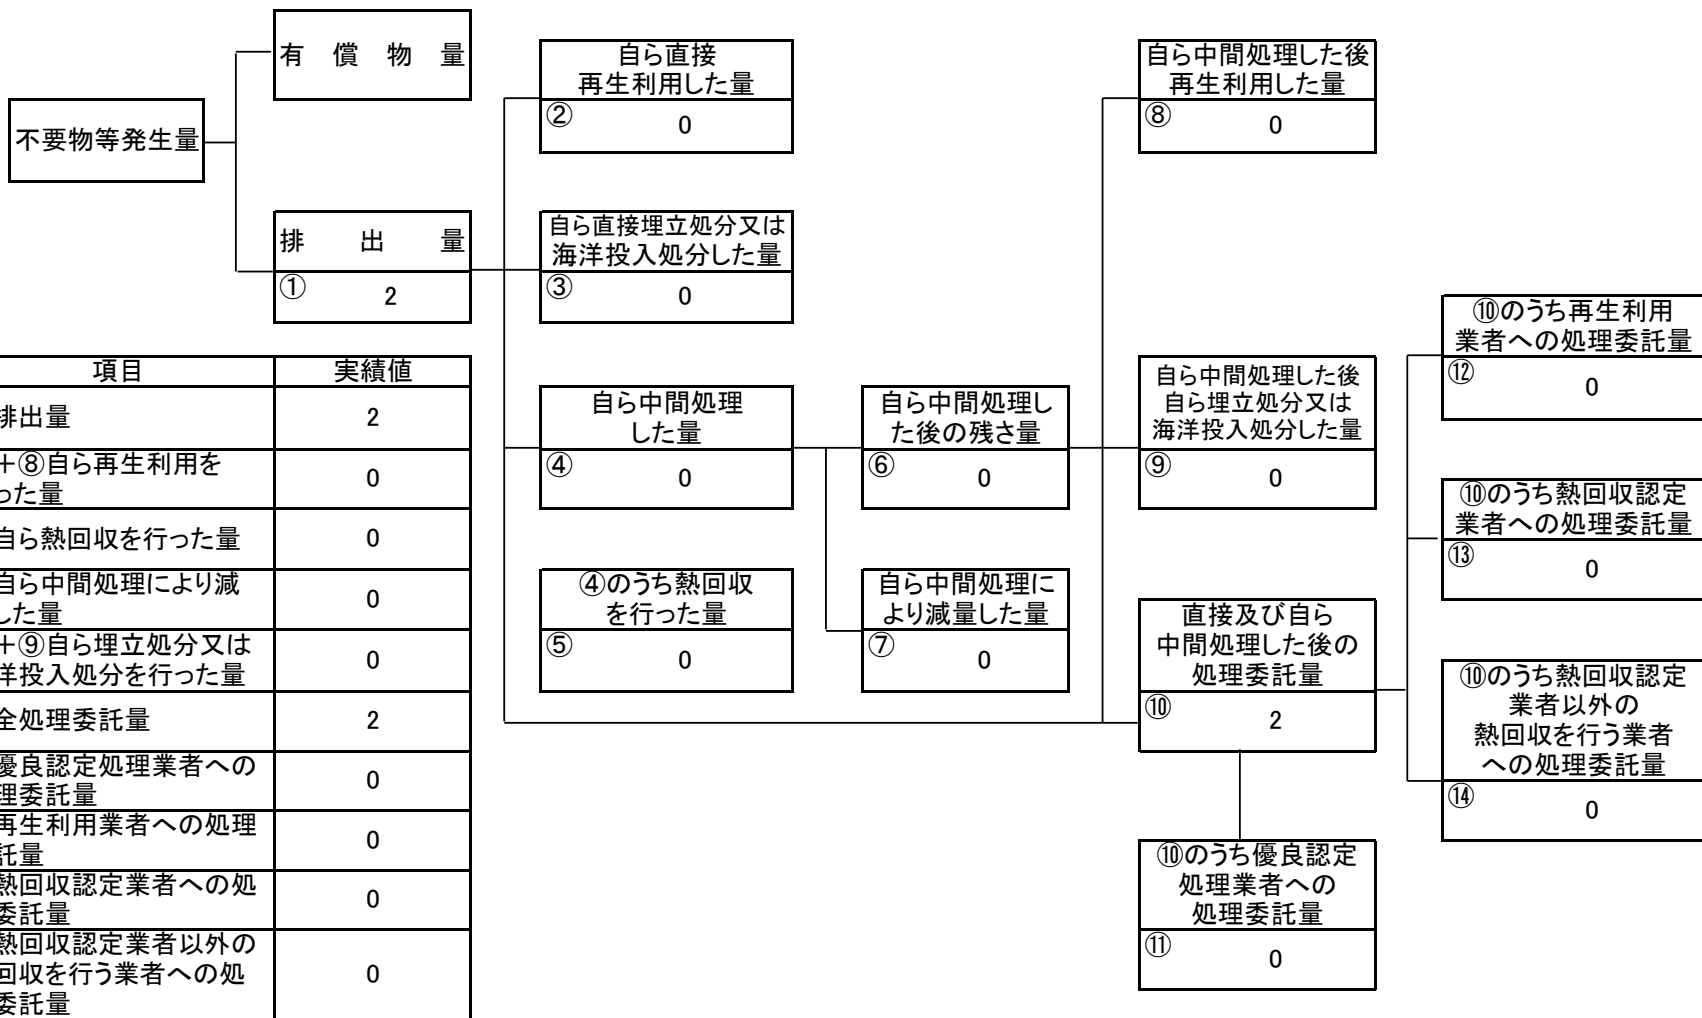 有償物量
不要物等発生量
排出量
①
2
自ら直接
再生利用した量
②
0
自ら直接埋立処分又は
海洋投入処分した量
③
0
自ら中間処理
した量
④
0
④のうち熱回収
を行った量
⑤
0
自ら中間処理し
た後の残さ量
⑥
0
自ら中間処理に
より減量した量
⑦
0
自ら中間処理した後
再生利用した量
⑧
0
自ら中間処理した後
自ら埋立処分又は
海洋投入処分した量
⑨
0
直接及び自ら
中間処理した後の
処理委託量
⑩
2
⑩のうち優良認定
処理業者への
処理委託量
⑪
0
⑩のうち再生利用
業者への処理委託量
⑫
0
⑩のうち熱回収認定
業者への処理委託量
⑬
0
⑩のうち熱回収認定
業者以外の
熱回収を行う業者
への処理委託量
⑭
0
項目 実績値
排出量 2
+⑧自ら再生利用を
った量
0
自ら熱回収を行った量 0
自ら中間処理により減
した量
0
+⑨自ら埋立処分又は
洋投入処分を行った量
0
全処理委託量 2
優良認定処理業者への
理委託量
0
再生利用業者への処理
託量
0
熱回収認定業者への処
委託量
0
熱回収認定業者以外の
回収を行う業者への処
委託量
0